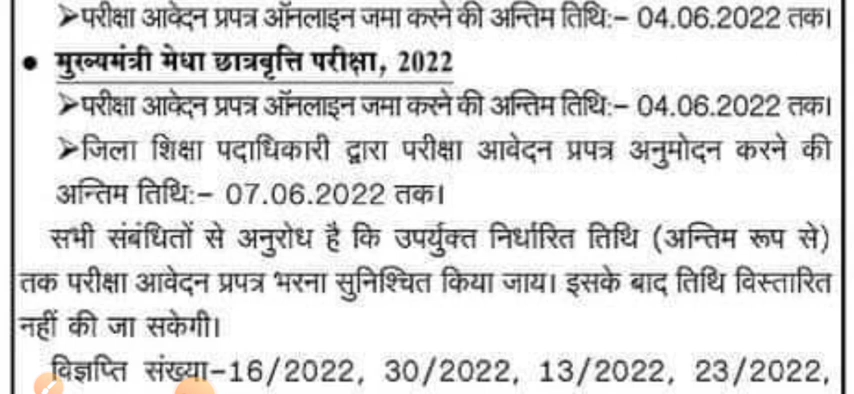 ➤परीक्षा आवेदन प्रपत्र ऑनलाइन जमा करने की अन्तिम तिथि:– 04.06.2022 तक।
• मुख्यमंत्री मेधा छात्रवृत्ति परीक्षा, 2022
➤परीक्षा आवेदन प्रपत्र ऑनलाइन जमा करने की अन्तिम तिथि:– 04.06.2022 तक।
➤जिला शिक्षा पदाधिकारी द्वारा परीक्षा आवेदन प्रपत्र अनुमोदन करने की
अन्तिम तिथि:– 07.06.2022 तक।
सभी संबंधितों से अनुरोध है कि उपर्युक्त निर्धारित तिथि (अन्तिम रूप से)
तक परीक्षा आवेदन प्रपत्र भरना सुनिश्चित किया जाय। इसके बाद तिथि विस्तारित
नहीं की जा सकेगी।
विज्ञप्ति संख्या–16/2022, 30/2022, 13/2022, 23/2022,